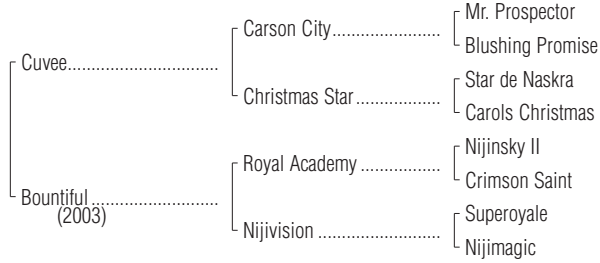 Mr. Prospector
Carson City
Blushing Promise
Cuvee
Star de Naskra
Christmas Star
Carols Christmas
Nijinsky II
Royal Academy
Crimson Saint
Bountiful
(2003)
Superoyale
Nijivision
Nijimagic